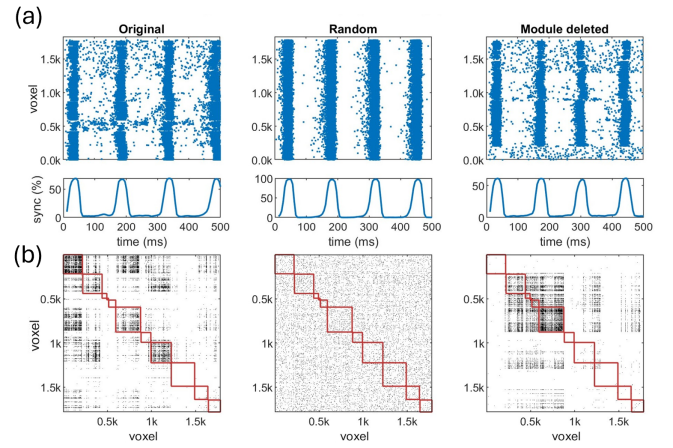 (a)
Original Random Module deleted
voxel
1.5k 1.0k 0.5k 0.0k
1.5k 1.0k 0.5k 0.0k
1.5k 1.0k 0.5k 0.0k
sync (%)
50 0
100 50 0
50 0
0 100 200 300 400 500
0 100 200 300 400 500
0 100 200 300 400 500
time (ms) time (ms) time (ms)
(b)
voxel
0.5k 1k 1.5k
0.5k 1k 1.5k
0.5k 1k 1.5k
0.5k 1k 1.5k
0.5k 1k 1.5k
0.5k 1k 1.5k
voxel voxel voxel